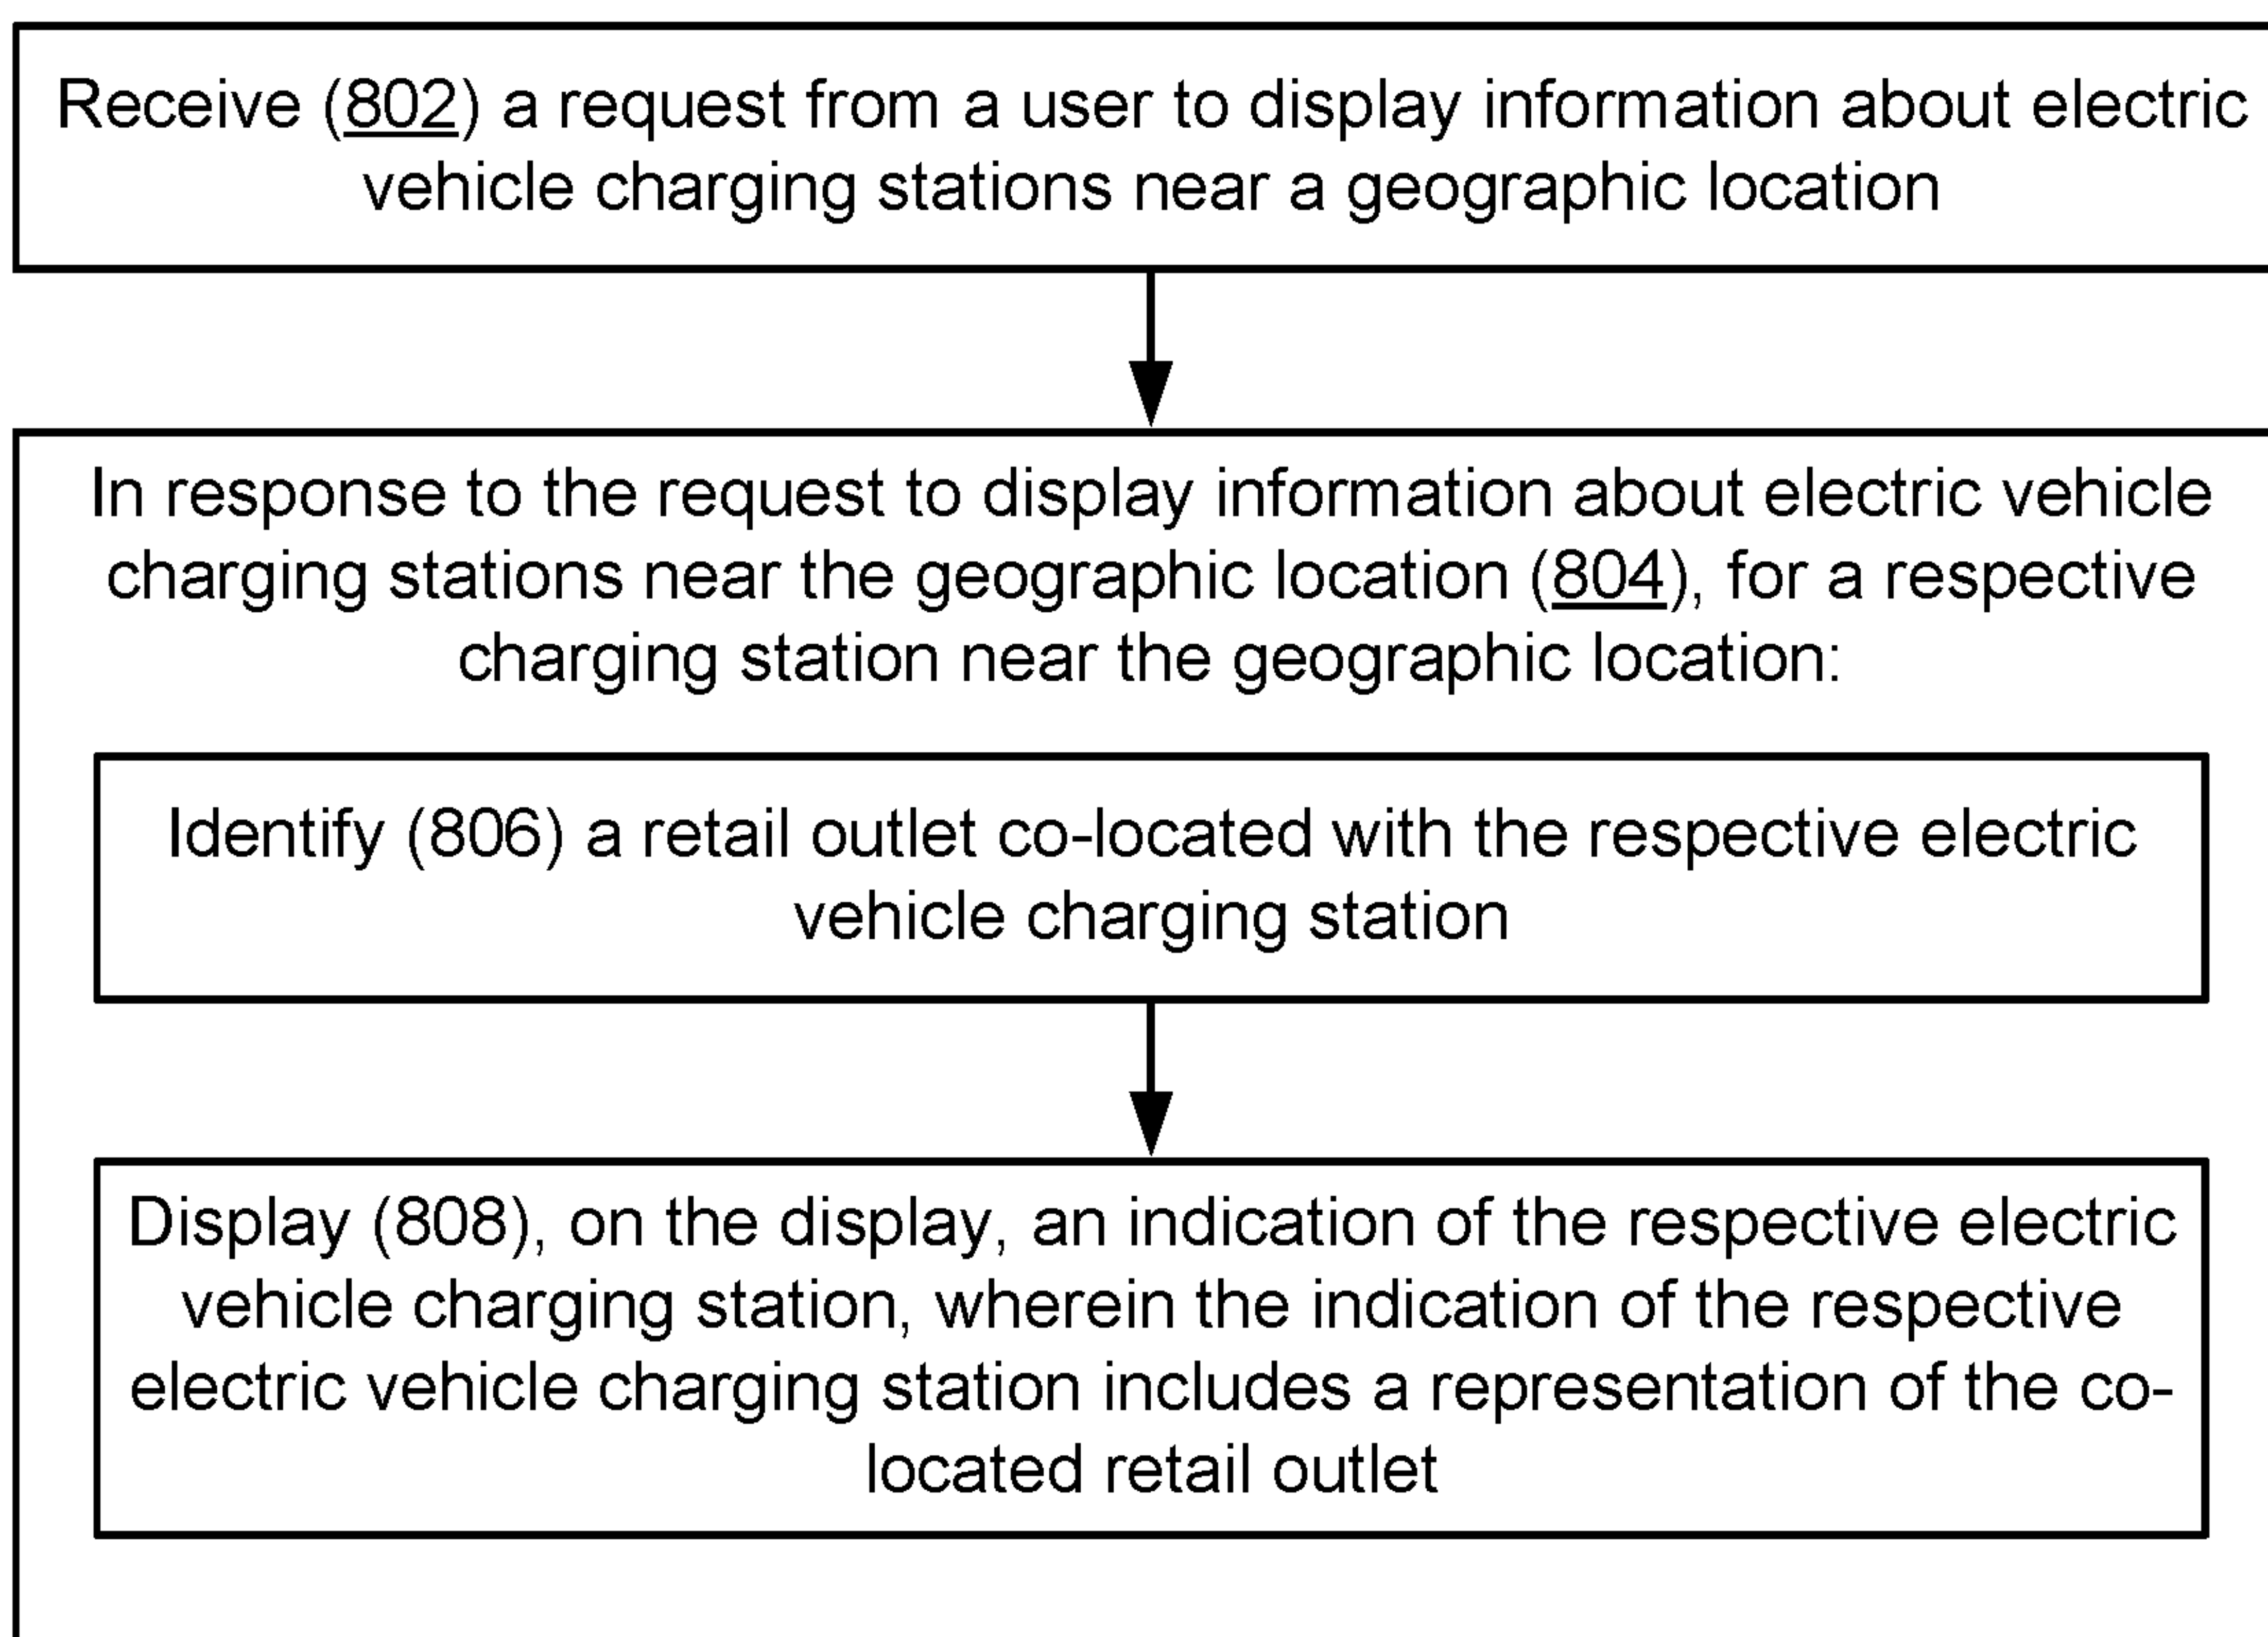 Receive (802) a request from a user to display information about electric
vehicle charging stations near a geographic location
In response to the request to display information about electric vehicle
charging stations near the geographic location (804), for a respective
charging station near the geographic location:
Identify (806) a retail outlet co-located with the respective electric
vehicle charging station
Display (808), on the display, an indication of the respective electric
vehicle charging station, wherein the indication of the respective
electric vehicle charging station includes a representation of the co-
located retail outlet